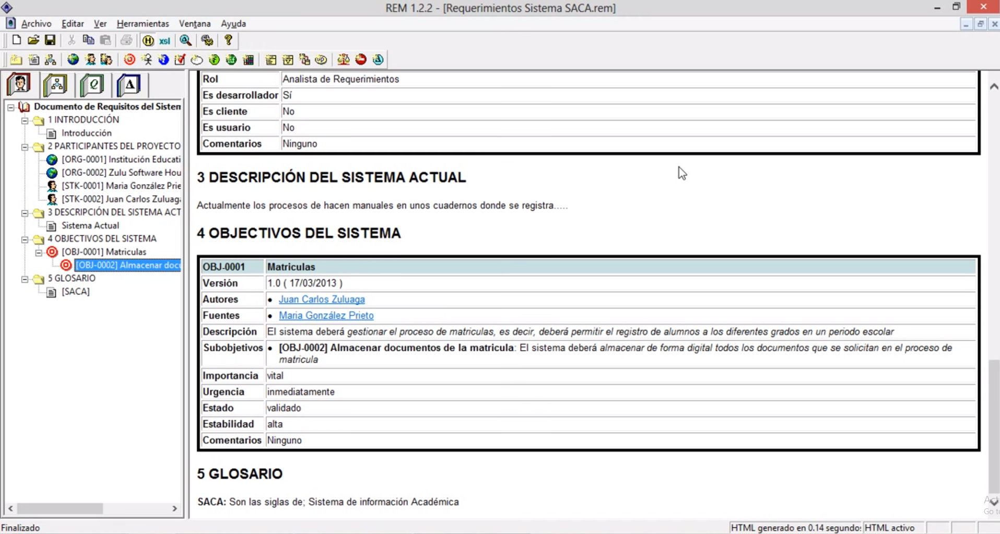 REM 1.2.2 - [Requerimientos Sistema SACA.rem]
Archivo Editar Ver Herramientas Ventana Ayuda
H xsl ?
Q A
Documento de Requisitos del Sistem
1 INTRODUCCIÓN
Introducción
2 PARTICIPANTES DEL PROYECTO
[ORG-0001] Institución Educati
[ORG-0002] Zulu Software Hou
[STK-0001] Maria González Prie
[STK-0002] Juan Carlos Zuluaga
3 DESCRIPCIÓN DEL SISTEMA ACT
Sistema Actual
4 OBJECTIVOS DEL SISTEMA
[OBJ-0001] Matriculas
[OBJ-0002] Almacenar docu
5 GLOSARIO
[SACA]
Rol Analista de Requerimientos
Es desarrollador Sí
Es cliente No
Es usuario No
Comentarios Ninguno
3 DESCRIPCIÓN DEL SISTEMA ACTUAL
Actualmente los procesos de hacen manuales en unos cuadernos donde se registra.....
4 OBJECTIVOS DEL SISTEMA
OBJ-0001 Matriculas
Versión 1.0 ( 17/03/2013 )
Autores • Juan Carlos Zuluaga
Fuentes • Maria González Prieto
Descripción El sistema deberá gestionar el proceso de matriculas, es decir, deberá permitir el registro de alumnos a los diferentes grados en un periodo escolar
Subobjetivos • [OBJ-0002] Almacenar documentos de la matricula: El sistema deberá almacenar de forma digital todos los documentos que se solicitan en el proceso de
matricula
Importancia vital
Urgencia inmediatamente
Estado validado
Estabilidad alta
Comentarios Ninguno
5 GLOSARIO
SACA: Son las siglas de; Sistema de información Académica
Finalizado
HTML generado en 0.14 segundos HTML activo